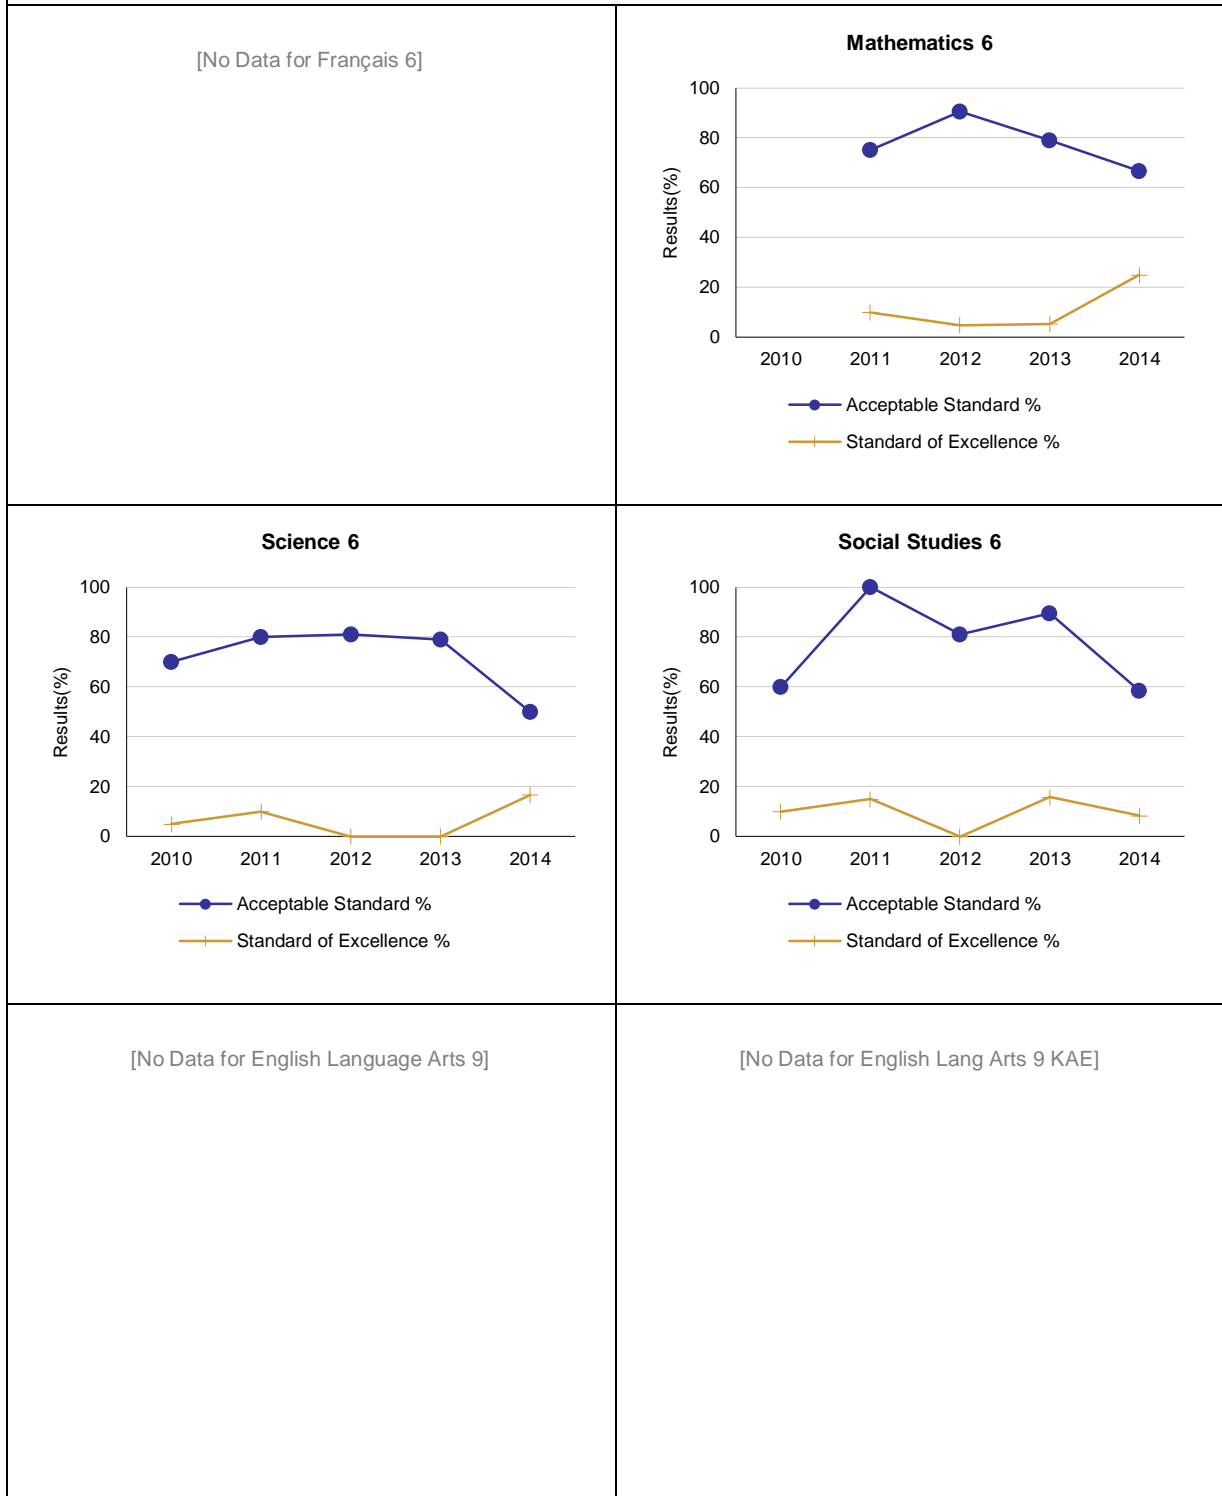 [No Data for Français 6]
Mathematics 6
100
80
60
40
20
0
Results(%)
2010 2011 2012 2013 2014
Acceptable Standard %
Standard of Excellence %
Science 6
100
80
60
40
20
0
Results(%)
2010 2011 2012 2013 2014
Acceptable Standard %
Standard of Excellence %
Social Studies 6
100
80
60
40
20
0
Results(%)
2010 2011 2012 2013 2014
Acceptable Standard %
Standard of Excellence %
[No Data for English Language Arts 9]
[No Data for English Lang Arts 9 KAE]